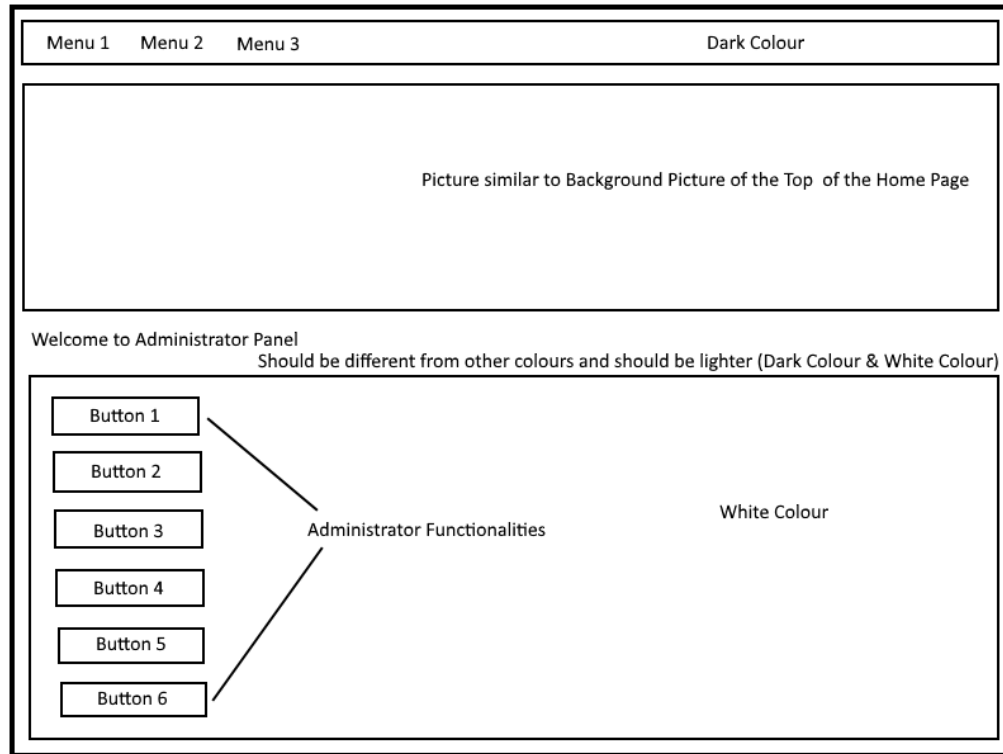 Menu 1 Menu 2 Menu 3 Dark Colour
Picture similar to Background Picture of the Top of the Home Page
Welcome to Administrator Panel
Should be different from other colours and should be lighter (Dark Colour & White Colour)
Button 1
Button 2
White Colour
Button 3 Administrator Functionalities
Button 4
Button 5
Button 6